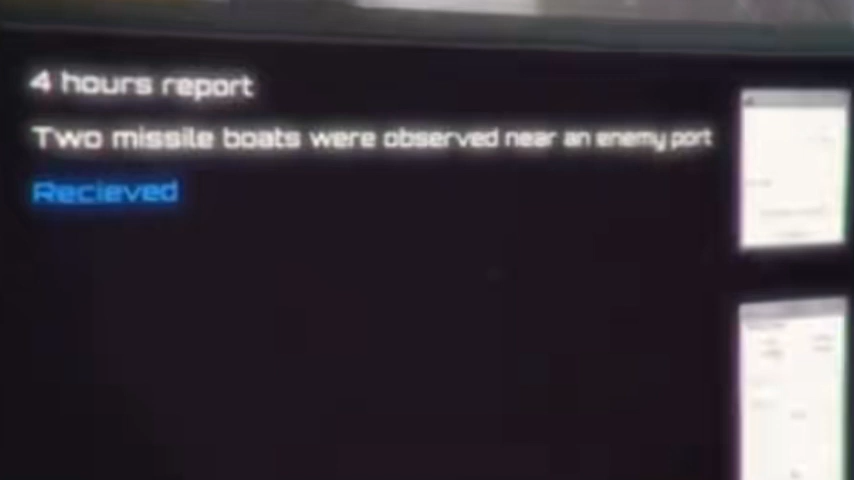 4 hours report
Two missile boats were observed near an enemy port
Recieved